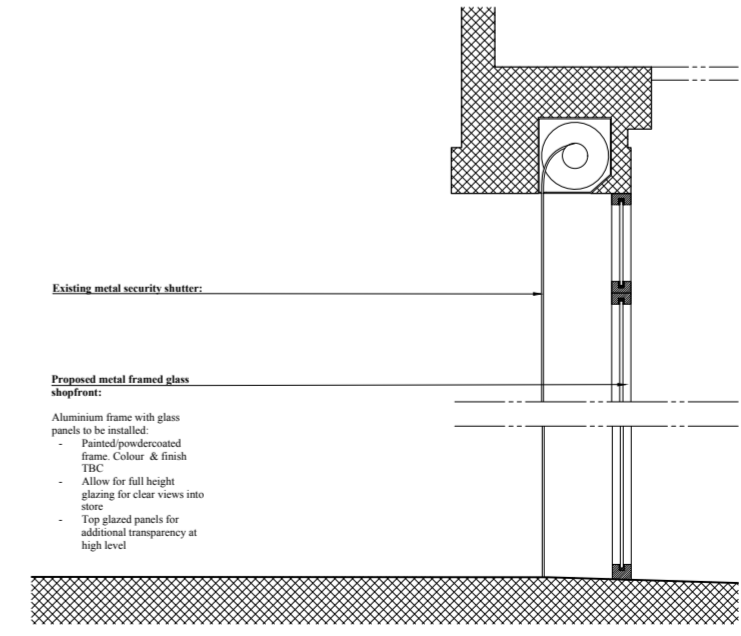 Existing metal security shutter:
Proposed metal framed glass
shopfront:
Aluminium frame with glass
panels to be installed:
- Painted/powdercoated
frame. Colour & finish
TBC
- Allow for full height
glazing for clear views into
store
- Top glazed panels for
additional transparency at
high level